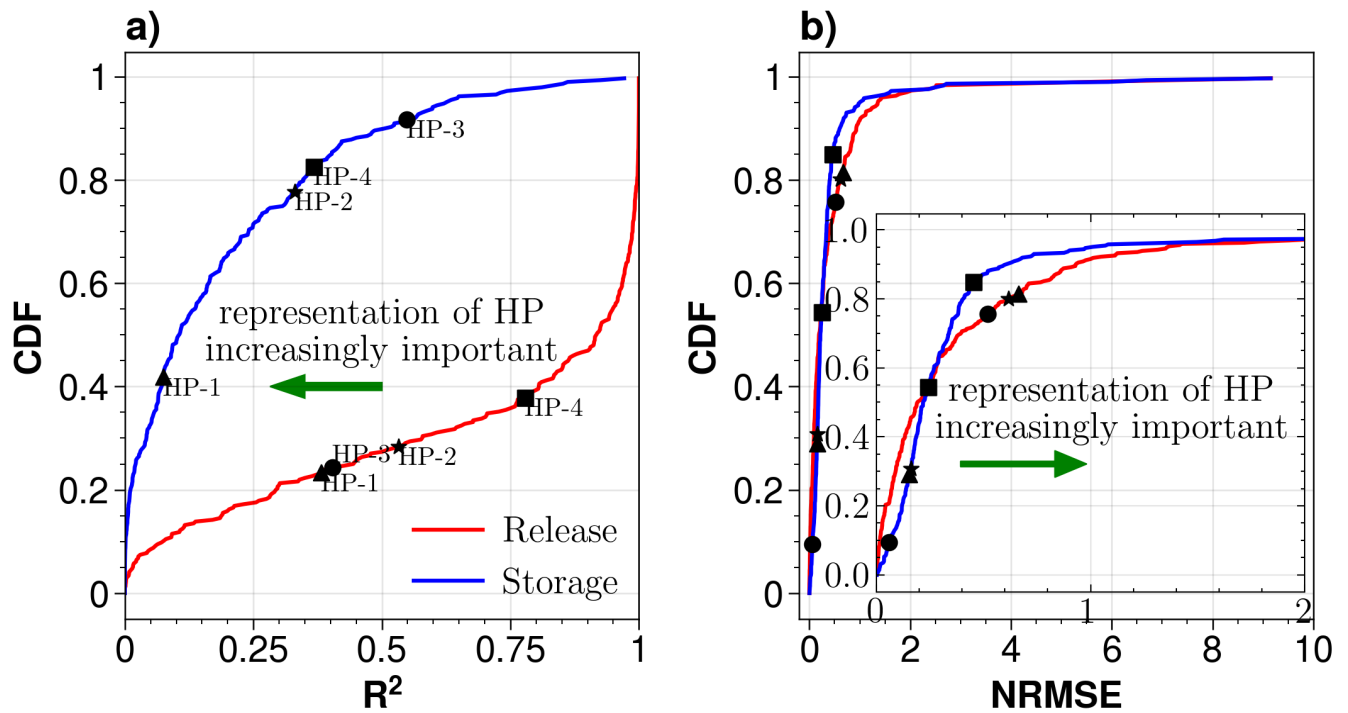 a)
CDF
1
0.8
0.6
0.4
0.2
0
HP-3
HP-4
HP-2
representation of HP
increasingly important
HP-1
HP-4
HP-3
HP-2
HP-1
Release
Storage
0
0.25
0.5
0.75
1
R²
b)
CDF
1
0.8
0.6
0.4
0.2
0
1.0
0.8
0.6
0.4
0.2
0.0
representation of HP
increasingly important
0
1
2
0
2
4
6
8
10
NRMSE